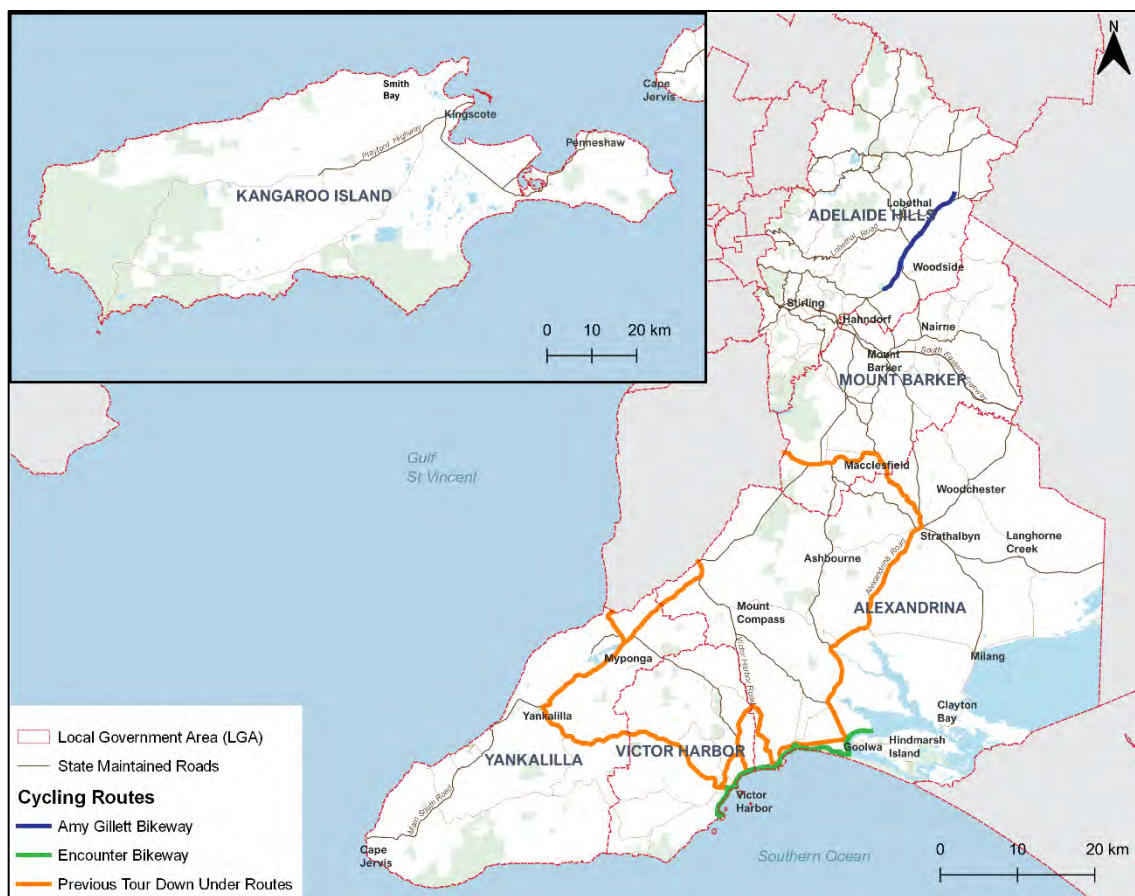 Smith
Bay
Cape
Jervis
Kingscote
Playford Highway
Penneshaw
KANGAROO ISLAND
0 10 20 km
N
Lobethal
ADELAIDE HILLS
Lobethal Road
Woodside
Stirling
Hahndorf
Nairne
Mount
Barker
South Eastern Freeway
MOUNT BARKER
Gulf
St Vincent
Macclesfield
Woodchester
Strathalbyn
Langhorne
Creek
Ashbourne
Alexandrina Road
Mount
Compass
ALEXANDRINA
Victor Harbor Road
Myponga
Milang
Yankalilla
Clayton
Bay
Goolwa
Hindmarsh
Island
YANKALILLA
VICTOR HARBOR
Main South Road
Victor
Harbor
Cape
Jervis
Southern Ocean
0 10 20 km
Local Government Area (LGA)
State Maintained Roads
Cycling Routes
Amy Gillett Bikeway
Encounter Bikeway
Previous Tour Down Under Routes